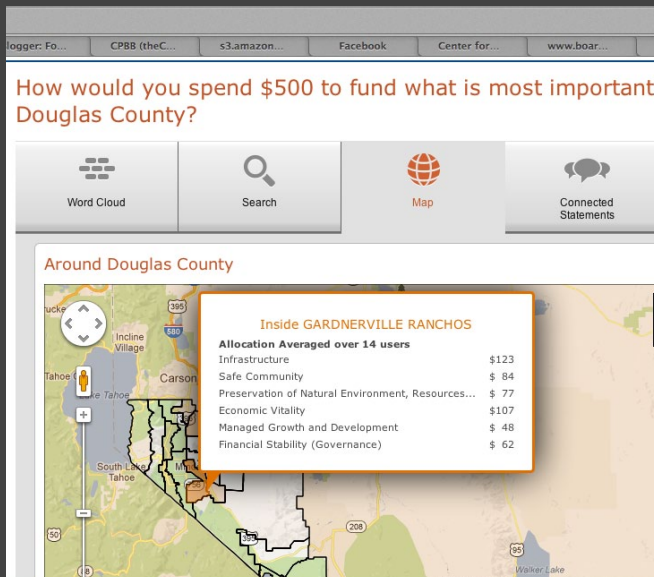 logger: Fo...
CPBB (theC...
s3.amazon...
Facebook
Center for...
www.boar...
How would you spend $500 to fund what is most important
Douglas County?
Word Cloud
Search
Map
Connected
Statements
Around Douglas County
395
580
Incline
Village
Tahoe
Lake Tahoe
Carson
South Lake
Tahoe
Inside GARDNERVILLE RANCHOS
Allocation Averaged over 14 users
Infrastructure $123
Safe Community $ 84
Preservation of Natural Environment, Resources... $ 77
Economic Vitality $107
Managed Growth and Development $ 48
Financial Stability (Governance) $ 62
50
208
395
95
Walker Lake